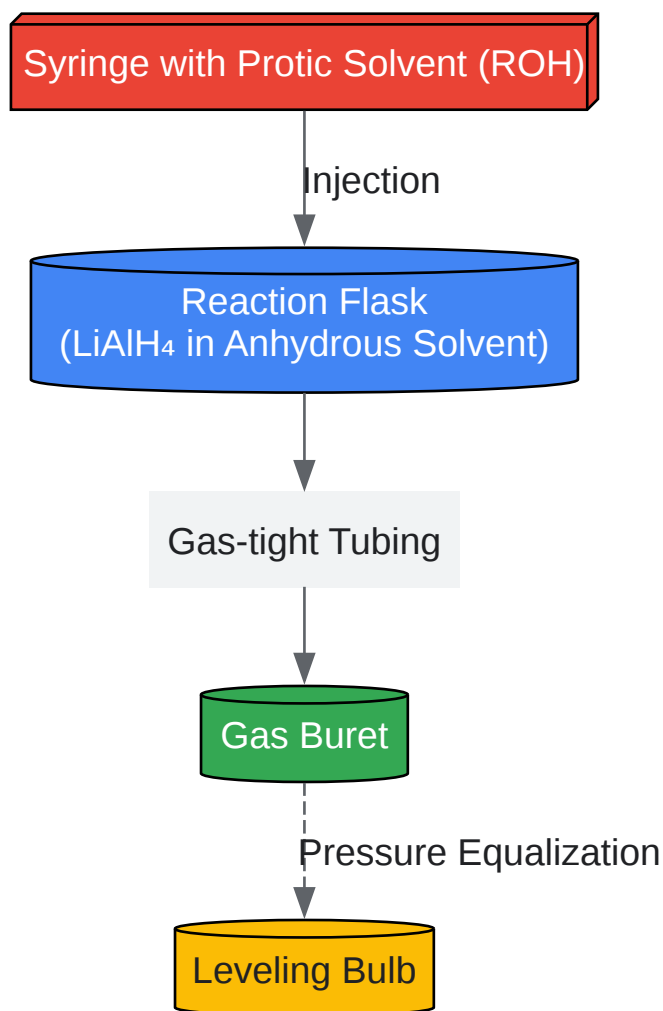 Syringe with Protic Solvent (ROH)
Injection
Reaction Flask
(LiAlH₄ in Anhydrous Solvent)
Gas-tight Tubing
Gas Buret
Pressure Equalization
Leveling Bulb